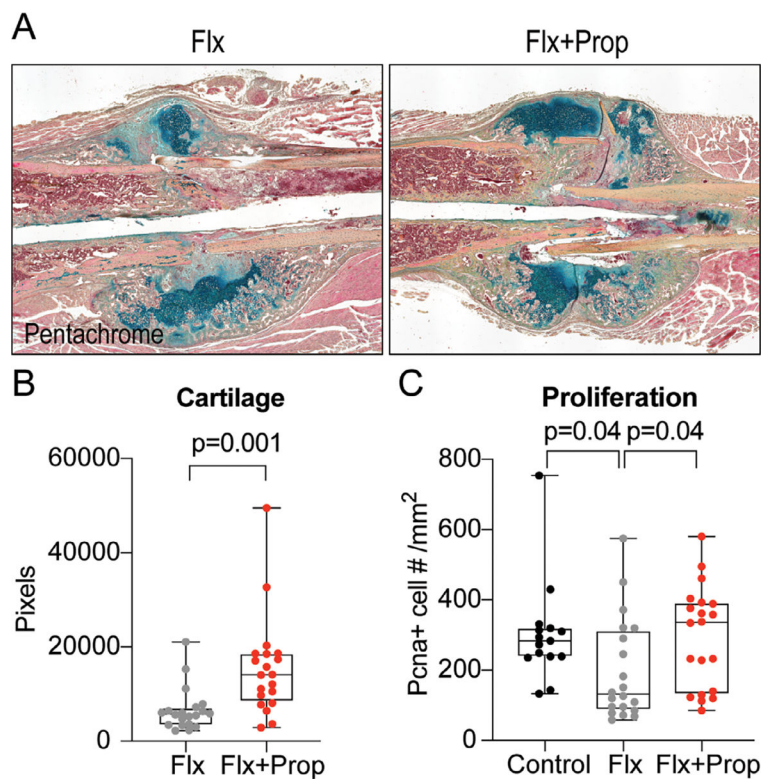 A
Flx
Flx+Prop
Pentachrome
B
Cartilage
p=0.001
60000
40000
20000
0
Pixels
Flx
Flx+Prop
C
Proliferation
p=0.04
p=0.04
800
600
400
200
0
Pcna+ cell # /mm²
Control
Flx
Flx+Prop